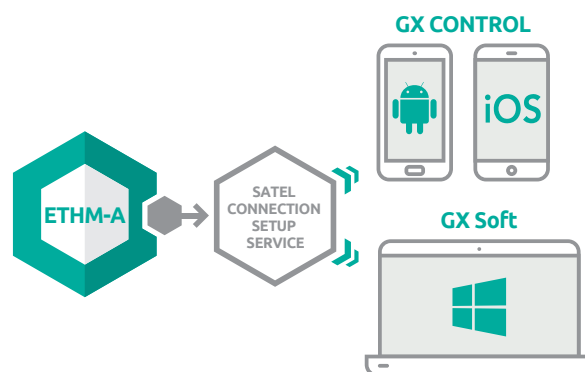 GX CONTROL
iOS
ETHM-A
SATEL
CONNECTION
SETUP
SERVICE
GX Soft